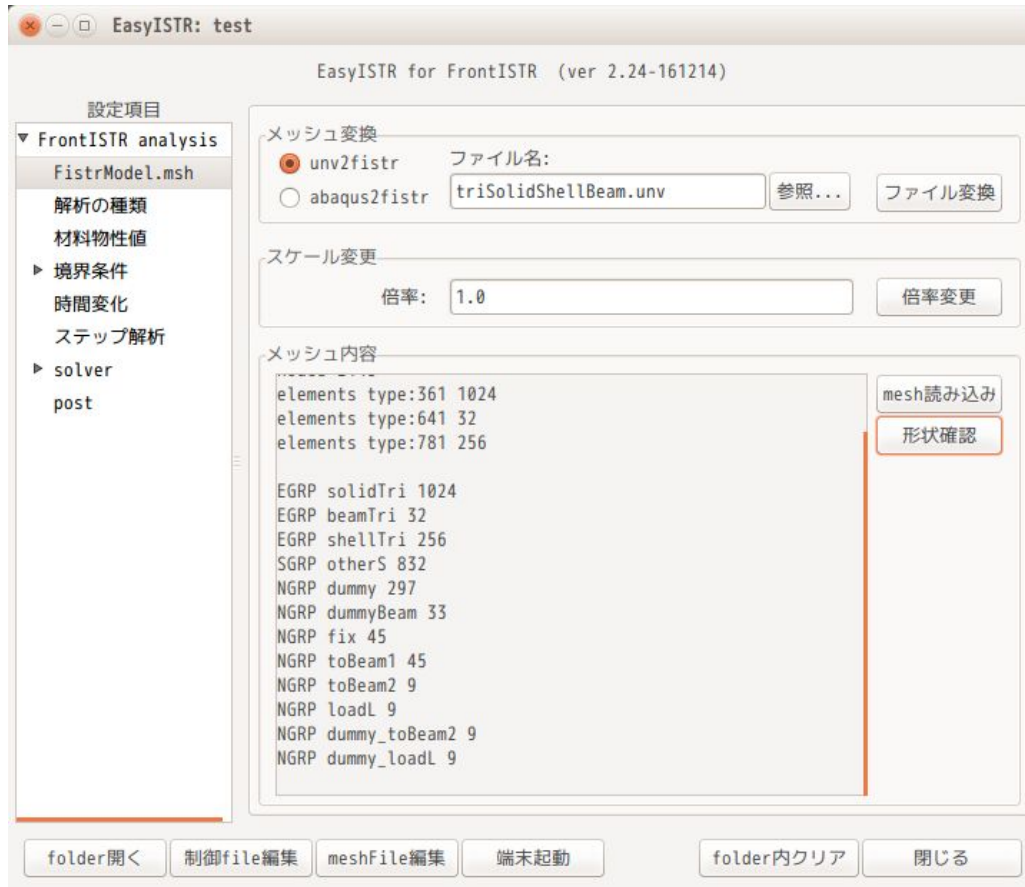 EasyISTR: test
EasyISTR for FrontISTR (ver 2.24-161214)
設定項目
FrontISTR analysis
FistrModel.msh
解析の種類
材料物性値
境界条件
時間変化
ステップ解析
solver
post
メッシュ変換
unv2fistr
abaqus2fistr
ファイル名:
triSolidShellBeam.unv
参照...
ファイル変換
スケール変更
倍率:
1.0
倍率変更
メッシュ内容
elements type:361 1024
elements type:641 32
elements type:781 256
EGRP solidTri 1024
EGRP beamTri 32
EGRP shellTri 256
SGRP otherS 832
NGRP dummy 297
NGRP dummyBeam 33
NGRP fix 45
NGRP toBeam1 45
NGRP toBeam2 9
NGRP loadL 9
NGRP dummy_toBeam2 9
NGRP dummy_loadL 9
mesh読み込み
形状確認
folder開く
制御file編集
meshFile編集
端末起動
folder内クリア
閉じる